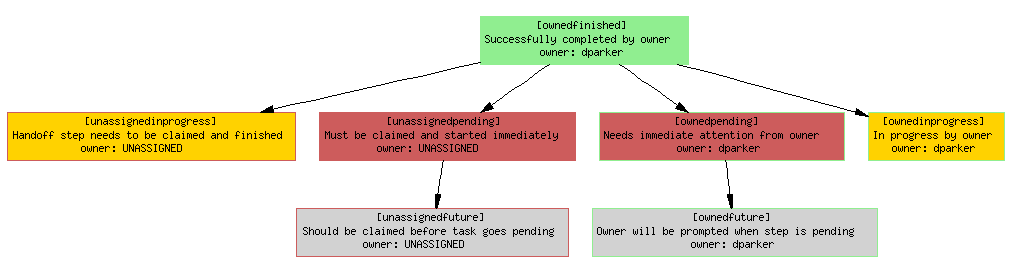 [ownedfinished]
Successfully completed by owner
owner: dparker
[unassignedinprogress]
Handoff step needs to be claimed and finished
owner: UNASSIGNED
[unassignedpending]
Must be claimed and started immediately
owner: UNASSIGNED
[ownedpending]
Needs immediate attention from owner
owner: dparker
[ownedinprogress]
In progress by owner
owner: dparker
[unassignedfuture]
Should be claimed before task goes pending
owner: UNASSIGNED
[ownedfuture]
Owner will be prompted when step is pending
owner: dparker